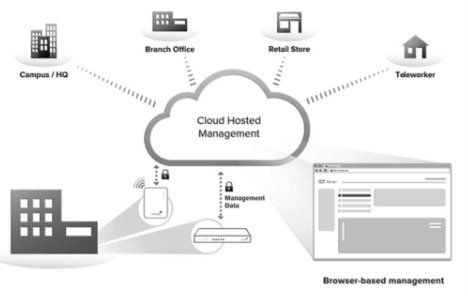 Branch Office
Retail Store
Campus / HQ
Teleworker
Cloud Hosted
Management
Management
Data
Browser-based management